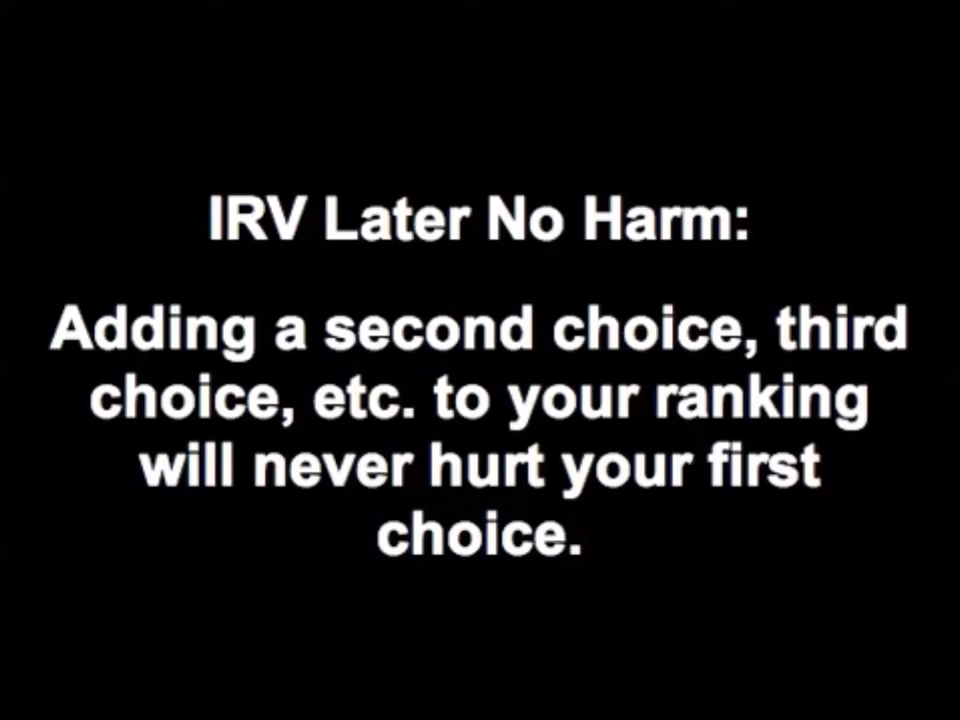 IRV Later No Harm:
Adding a second choice, third
choice, etc. to your ranking
will never hurt your first
choice.